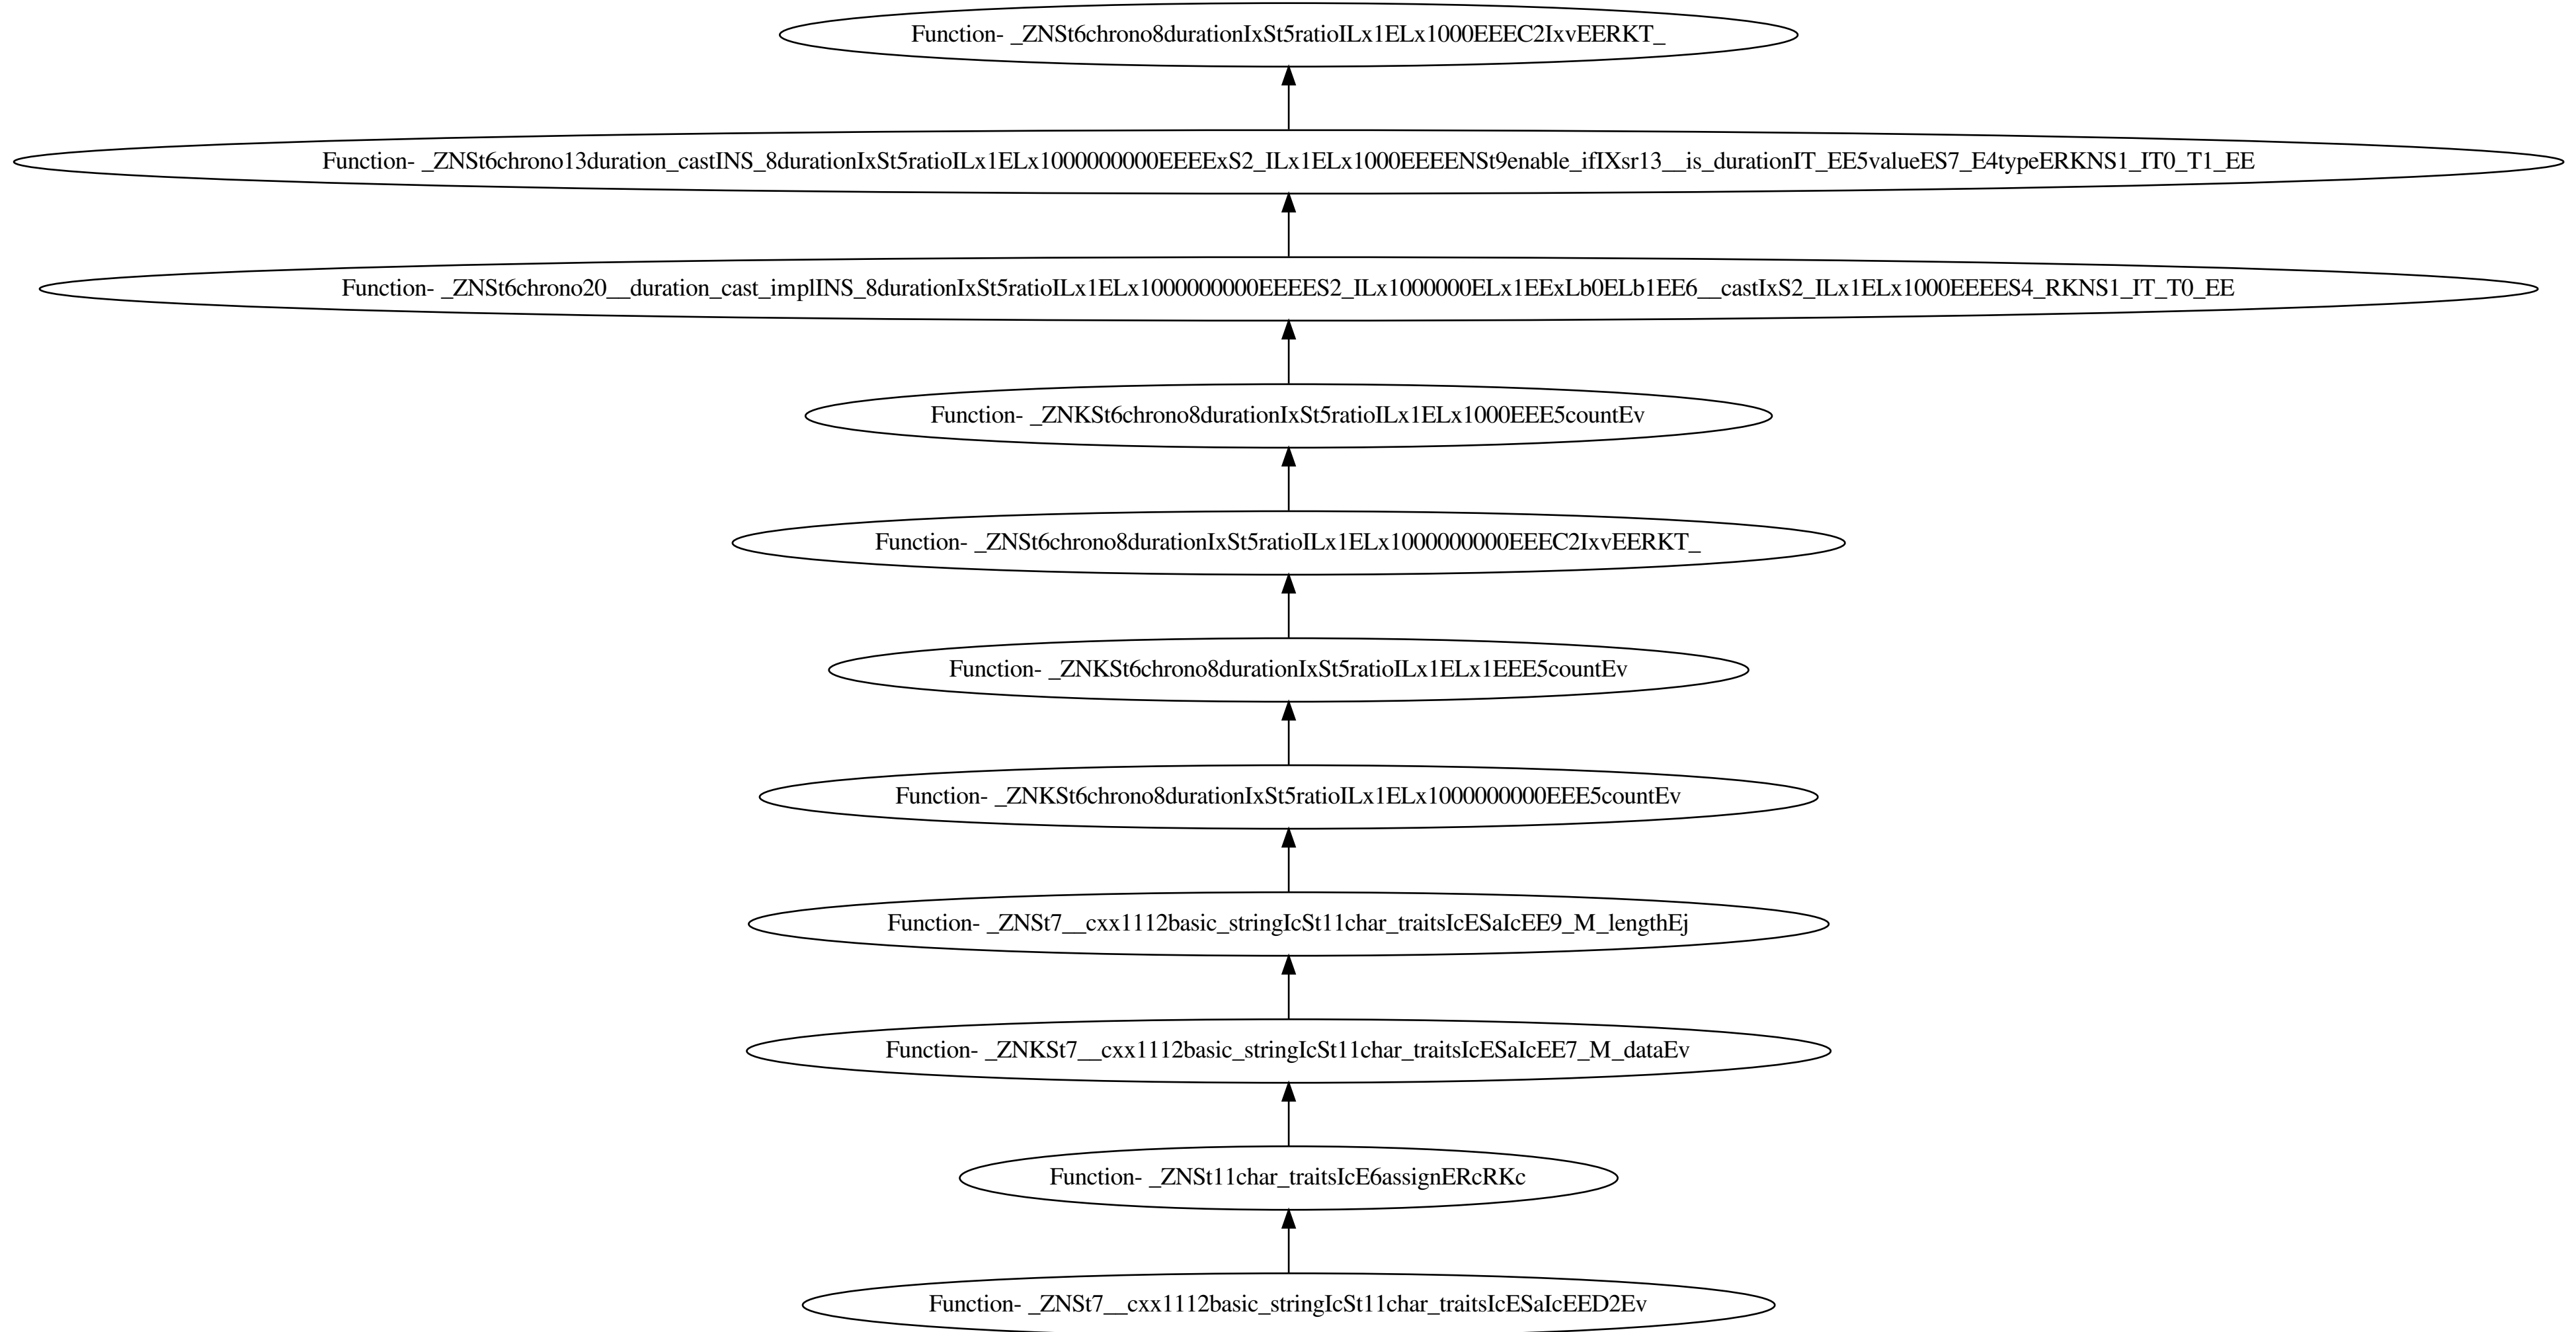 Function- _ZNSt6chrono8durationIxSt5ratioILx1ELx1000EEEC2IxvEERKT_
Function- _ZNSt6chrono13duration_castINS_8durationIxSt5ratioILx1ELx1000000000EEEExS2_ILx1ELx1000EEEENSt9enable_ifIXsr13__is_durationIT_EE5valueES7_E4typeERKNS1_IT0_T1_EE
Function- _ZNSt6chrono20__duration_cast_implINS_8durationIxSt5ratioILx1ELx1000000000EEEES2_ILx1000000ELx1EExLb0ELb1EE6__castIxS2_ILx1ELx1000EEEES4_RKNS1_IT_T0_EE
Function- _ZNKSt6chrono8durationIxSt5ratioILx1ELx1000EEE5countEv
Function- _ZNSt6chrono8durationIxSt5ratioILx1ELx1000000000EEEC2IxvEERKT_
Function- _ZNKSt6chrono8durationIxSt5ratioILx1ELx1EEE5countEv
Function- _ZNKSt6chrono8durationIxSt5ratioILx1ELx1000000000EEE5countEv
Function- _ZNSt7__cxx1112basic_stringIcSt11char_traitsIcESaIcEE9_M_lengthEj
Function- _ZNKSt7__cxx1112basic_stringIcSt11char_traitsIcESaIcEE7_M_dataEv
Function- _ZNSt11char_traitsIcE6assignERcRKc
Function- _ZNSt7__cxx1112basic_stringIcSt11char_traitsIcESaIcEED2Ev